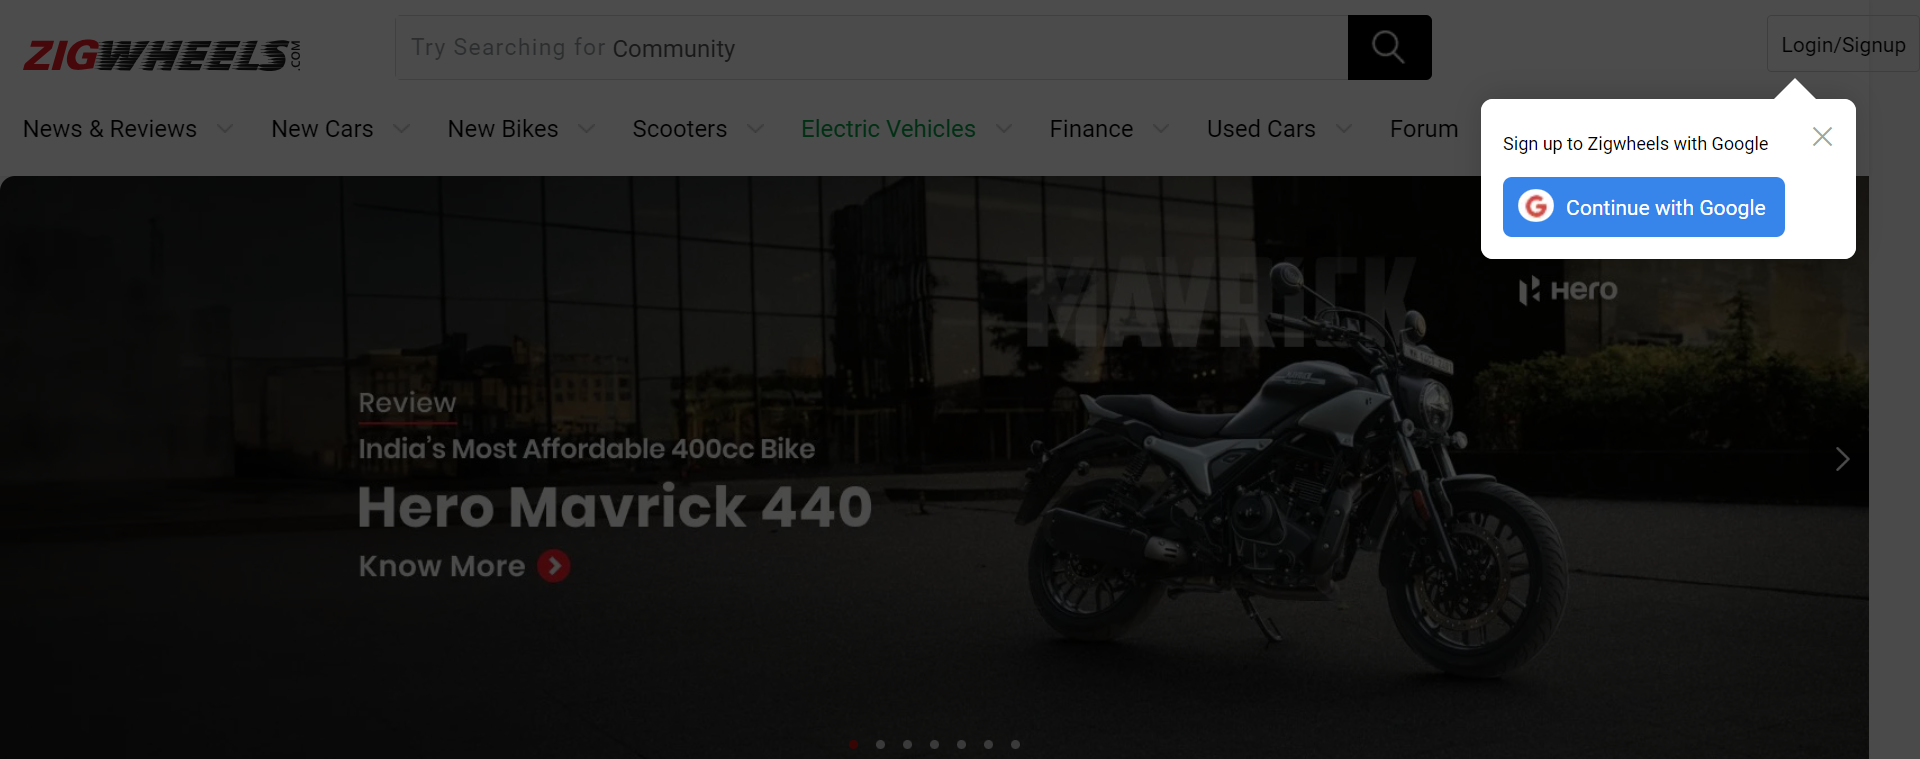 ZIGWHEELS.COM
Try Searching for Community
Login/Signup
News & Reviews
New Cars
New Bikes
Scooters
Electric Vehicles
Finance
Used Cars
Forum
Sign up to Zigwheels with Google
G Continue with Google
MAVRICK
Hero
Review
India's Most Affordable 400cc Bike
Hero Mavrick 440
Know More